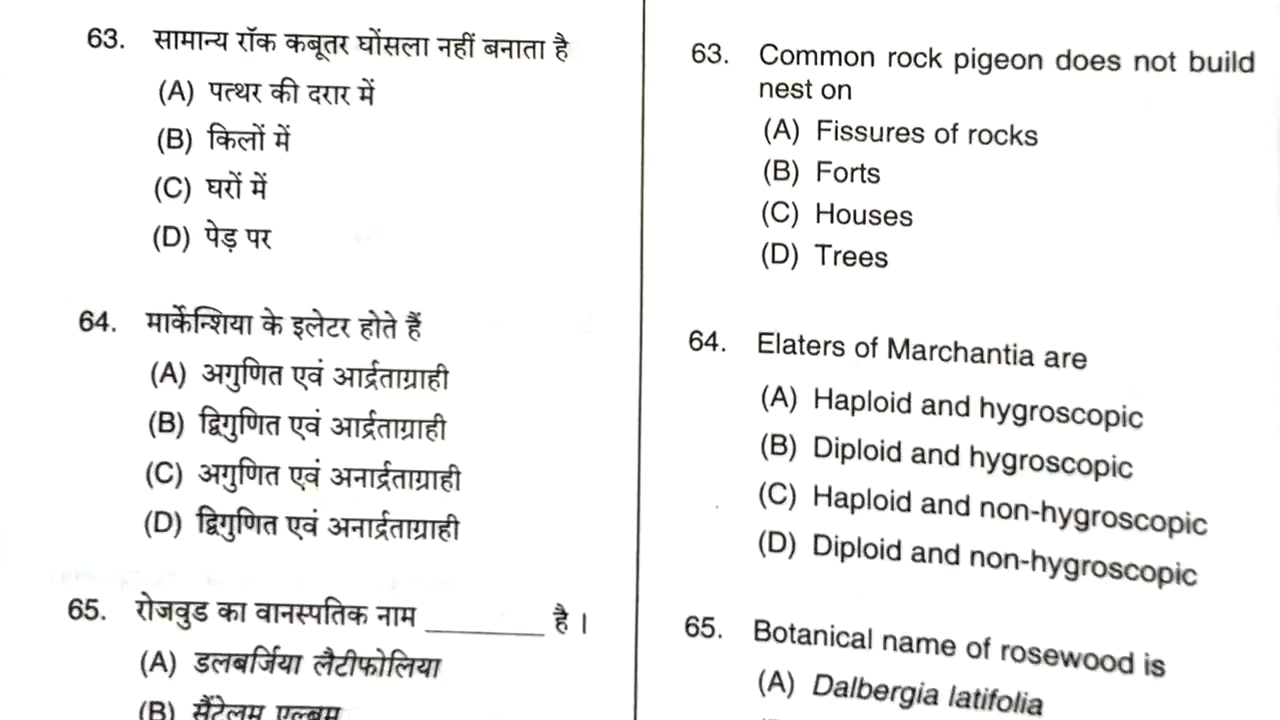 63. सामान्य रॉक कबूतर घोंसला नहीं बनाता है
(A) पत्थर की दरार में
(B) किलों में
(C) घरों में
(D) पेड़ पर
64. मार्केन्शिया के इलेटर होते हैं
(A) अगुणित एवं आर्द्रताग्राही
(B) द्विगुणित एवं आर्द्रताग्राही
(C) अगुणित एवं अनार्द्रताग्राही
(D) द्विगुणित एवं अनार्द्रताग्राही
65. रोजवुड का वानस्पतिक नाम ________ है ।
(A) डलबर्जिया लैटीफोलिया
(B) सैंटेलम एल्बम
63. Common rock pigeon does not build
nest on
(A) Fissures of rocks
(B) Forts
(C) Houses
(D) Trees
64. Elaters of Marchantia are
(A) Haploid and hygroscopic
(B) Diploid and hygroscopic
(C) Haploid and non-hygroscopic
(D) Diploid and non-hygroscopic
65. Botanical name of rosewood is
(A) Dalbergia latifolia